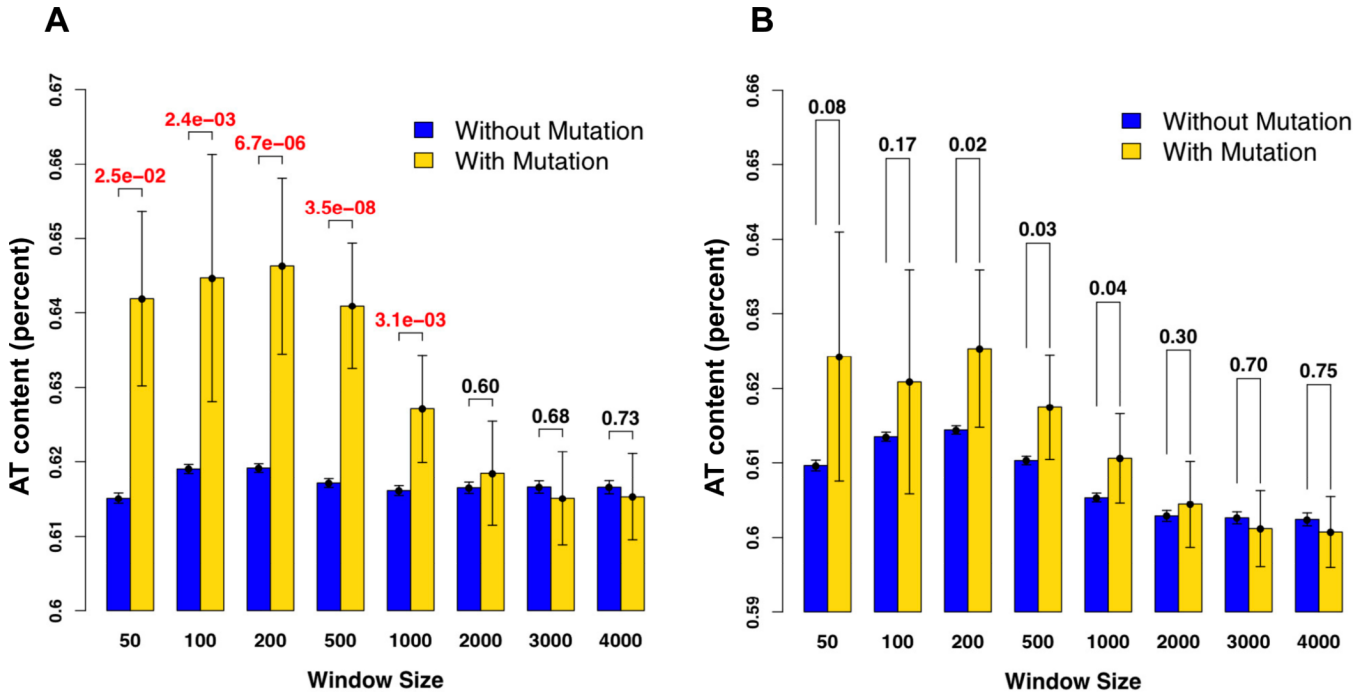 A
AT content (percent)
0.67
0.66
0.65
0.64
0.63
0.62
0.61
0.6
2.5e−02
2.4e−03
6.7e−06
3.5e−08
3.1e−03
0.60
0.68
0.73
Without Mutation
With Mutation
50 100 200 500 1000 2000 3000 4000
Window Size
B
AT content (percent)
0.66
0.65
0.64
0.63
0.62
0.61
0.6
0.59
0.08
0.17
0.02
0.03
0.04
0.30
0.70
0.75
Without Mutation
With Mutation
50 100 200 500 1000 2000 3000 4000
Window Size